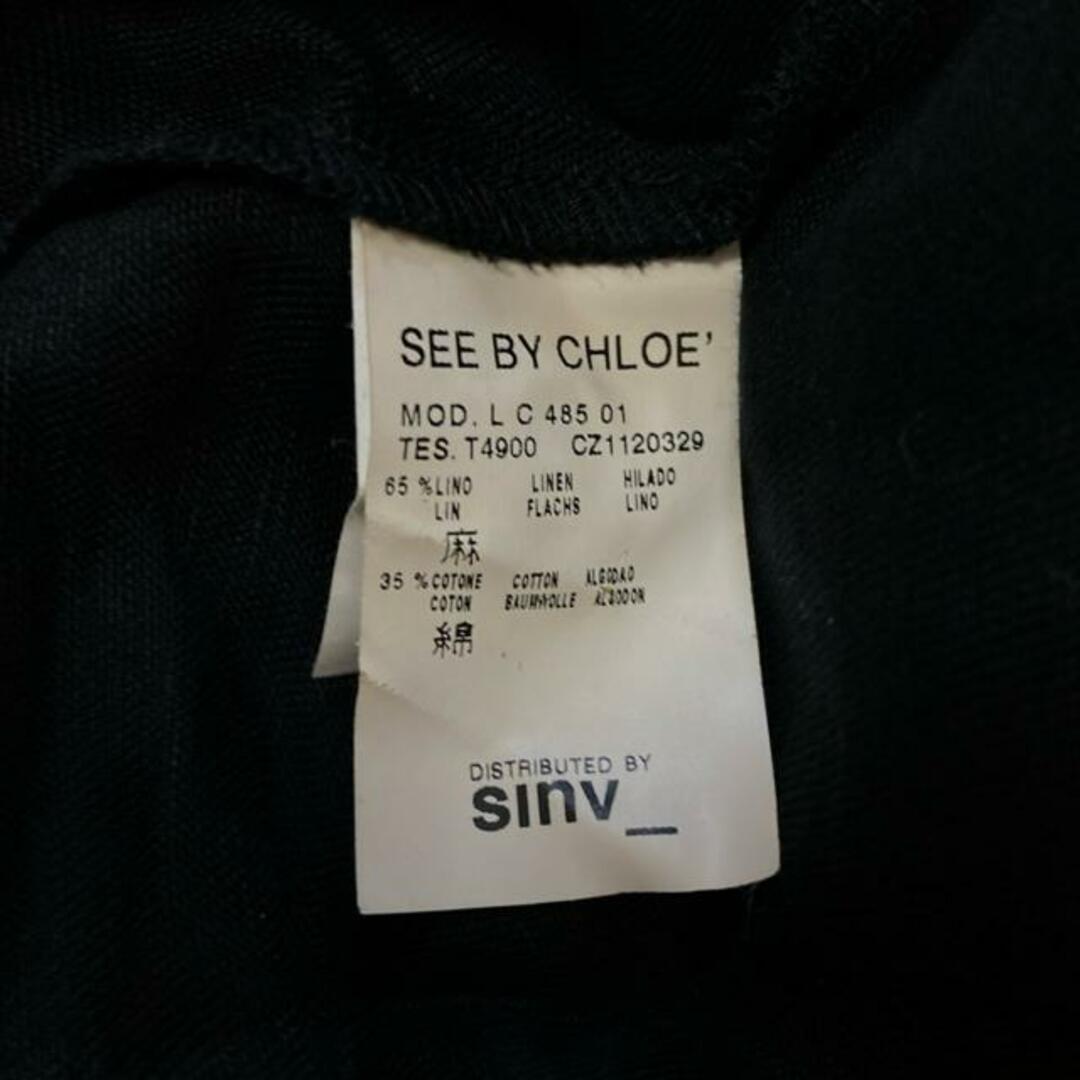 SEE BY CHLOE'
MOD. L C 485 01
TES. T4900 CZ1120329
65 % LINO LINEN HILADO
LIN FLACHS LINO
麻
35 % COTONE COTTON ALGODAO
COTON BAUMWOLLE ALGODON
綿
DISTRIBUTED BY
sinv_